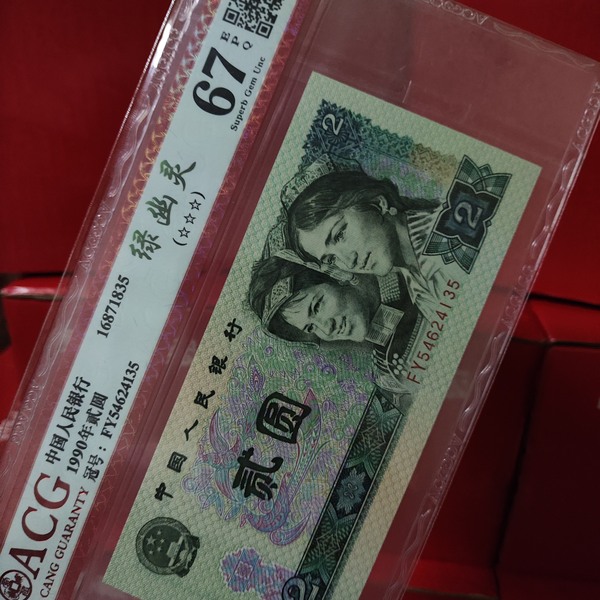 ACG
CANG GUARANTY
中国人民银行
1990年贰圆
冠号：FY54624135
16871835
绿幽灵
(☆☆☆)
67
E
P Q
Superb Gem Unc
ACG
中国人民银行
贰圆
FY54624135
2
2
2